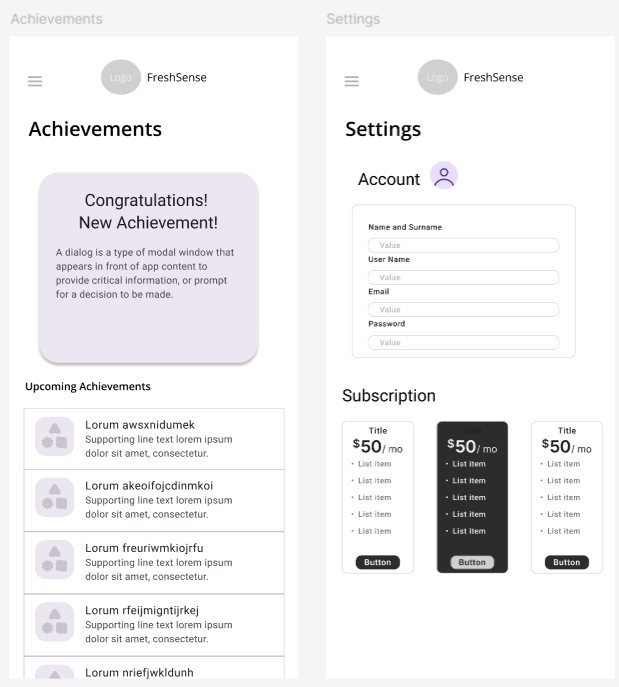 Achievements
Logo
FreshSense
Achievements
Congratulations!
New Achievement!
A dialog is a type of modal window that
appears in front of app content to
provide critical information, or prompt
for a decision to be made.
Upcoming Achievements
Lorum awsxnidumek
Supporting line text lorem ipsum
dolor sit amet, consectetur.
Lorum akeoifojcdinmkoi
Supporting line text lorem ipsum
dolor sit amet, consectetur.
Lorum freuriwmkiojrfu
Supporting line text lorem ipsum
dolor sit amet, consectetur.
Lorum rfeijmigntijrkej
Supporting line text lorem ipsum
dolor sit amet, consectetur.
Lorum nriefjwkldunh
Settings
Logo
FreshSense
Settings
Account
Name and Surname
Value
User Name
Value
Email
Value
Password
Value
Subscription
Title
$50/ mo
• List item
• List item
• List item
• List item
• List item
Button
Title
$50/ mo
• List item
• List item
• List item
• List item
• List item
Button
Title
$50/ mo
• List item
• List item
• List item
• List item
• List item
Button